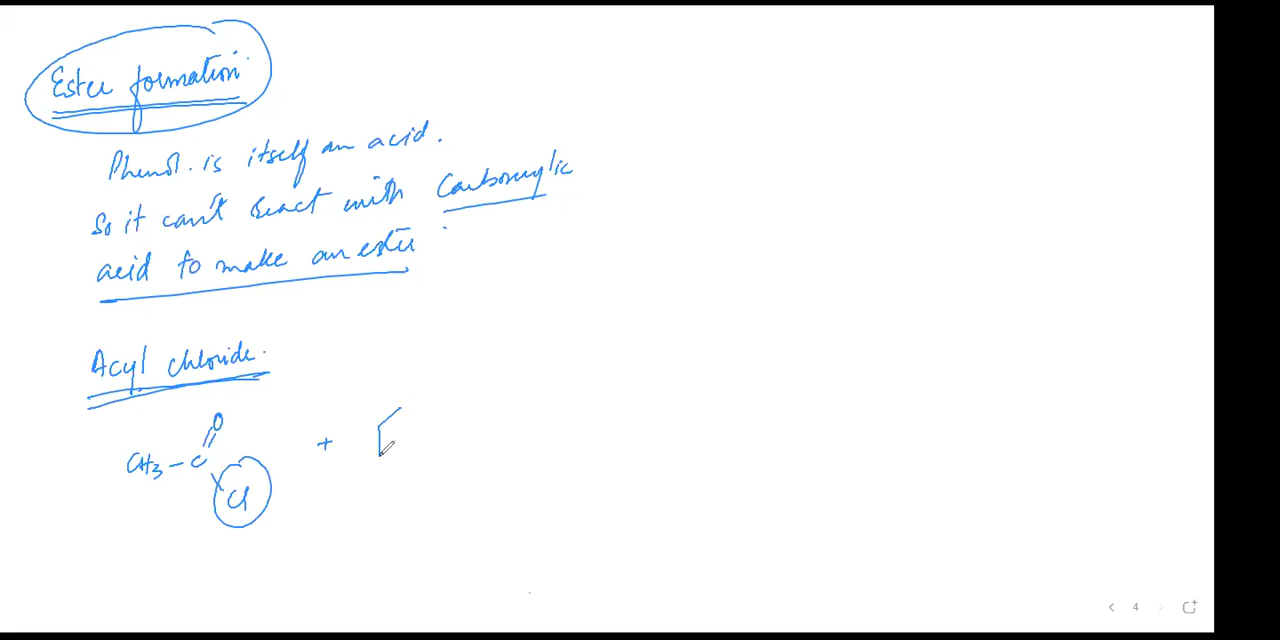 Ester formation.
Phenol. is itself an acid.
So it can't react with Carboxylic
acid to make an ester.
Acyl chloride.
O
CH3 - C +
Cl
4